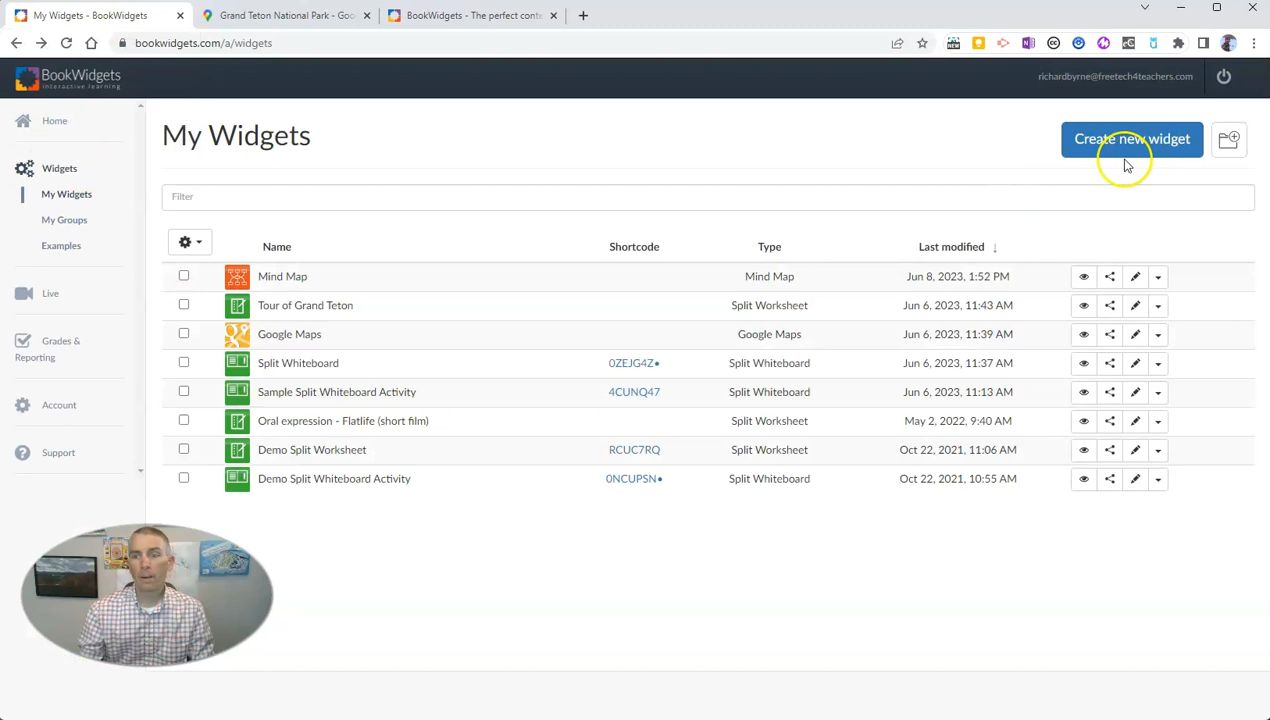 My Widgets - BookWidgets
Grand Teton National Park - Goo
BookWidgets - The perfect conte
bookwidgets.com/a/widgets
BookWidgets
interactive learning
richardbyrne@freetech4teachers.com
Home
Widgets
My Widgets
My Groups
Examples
Live
Grades &
Reporting
Account
Support
My Widgets
Create new widget
Filter
Name Shortcode Type Last modified ↓
Mind Map Mind Map Jun 8, 2023, 1:52 PM
Tour of Grand Teton Split Worksheet Jun 6, 2023, 11:43 AM
Google Maps Google Maps Jun 6, 2023, 11:39 AM
Split Whiteboard 0ZEJG4Z• Split Whiteboard Jun 6, 2023, 11:37 AM
Sample Split Whiteboard Activity 4CUNQ47 Split Whiteboard Jun 6, 2023, 11:13 AM
Oral expression - Flatlife (short film) Split Worksheet May 2, 2022, 9:40 AM
Demo Split Worksheet RCUC7RQ Split Worksheet Oct 22, 2021, 11:06 AM
Demo Split Whiteboard Activity 0NCUPSN• Split Whiteboard Oct 22, 2021, 10:55 AM